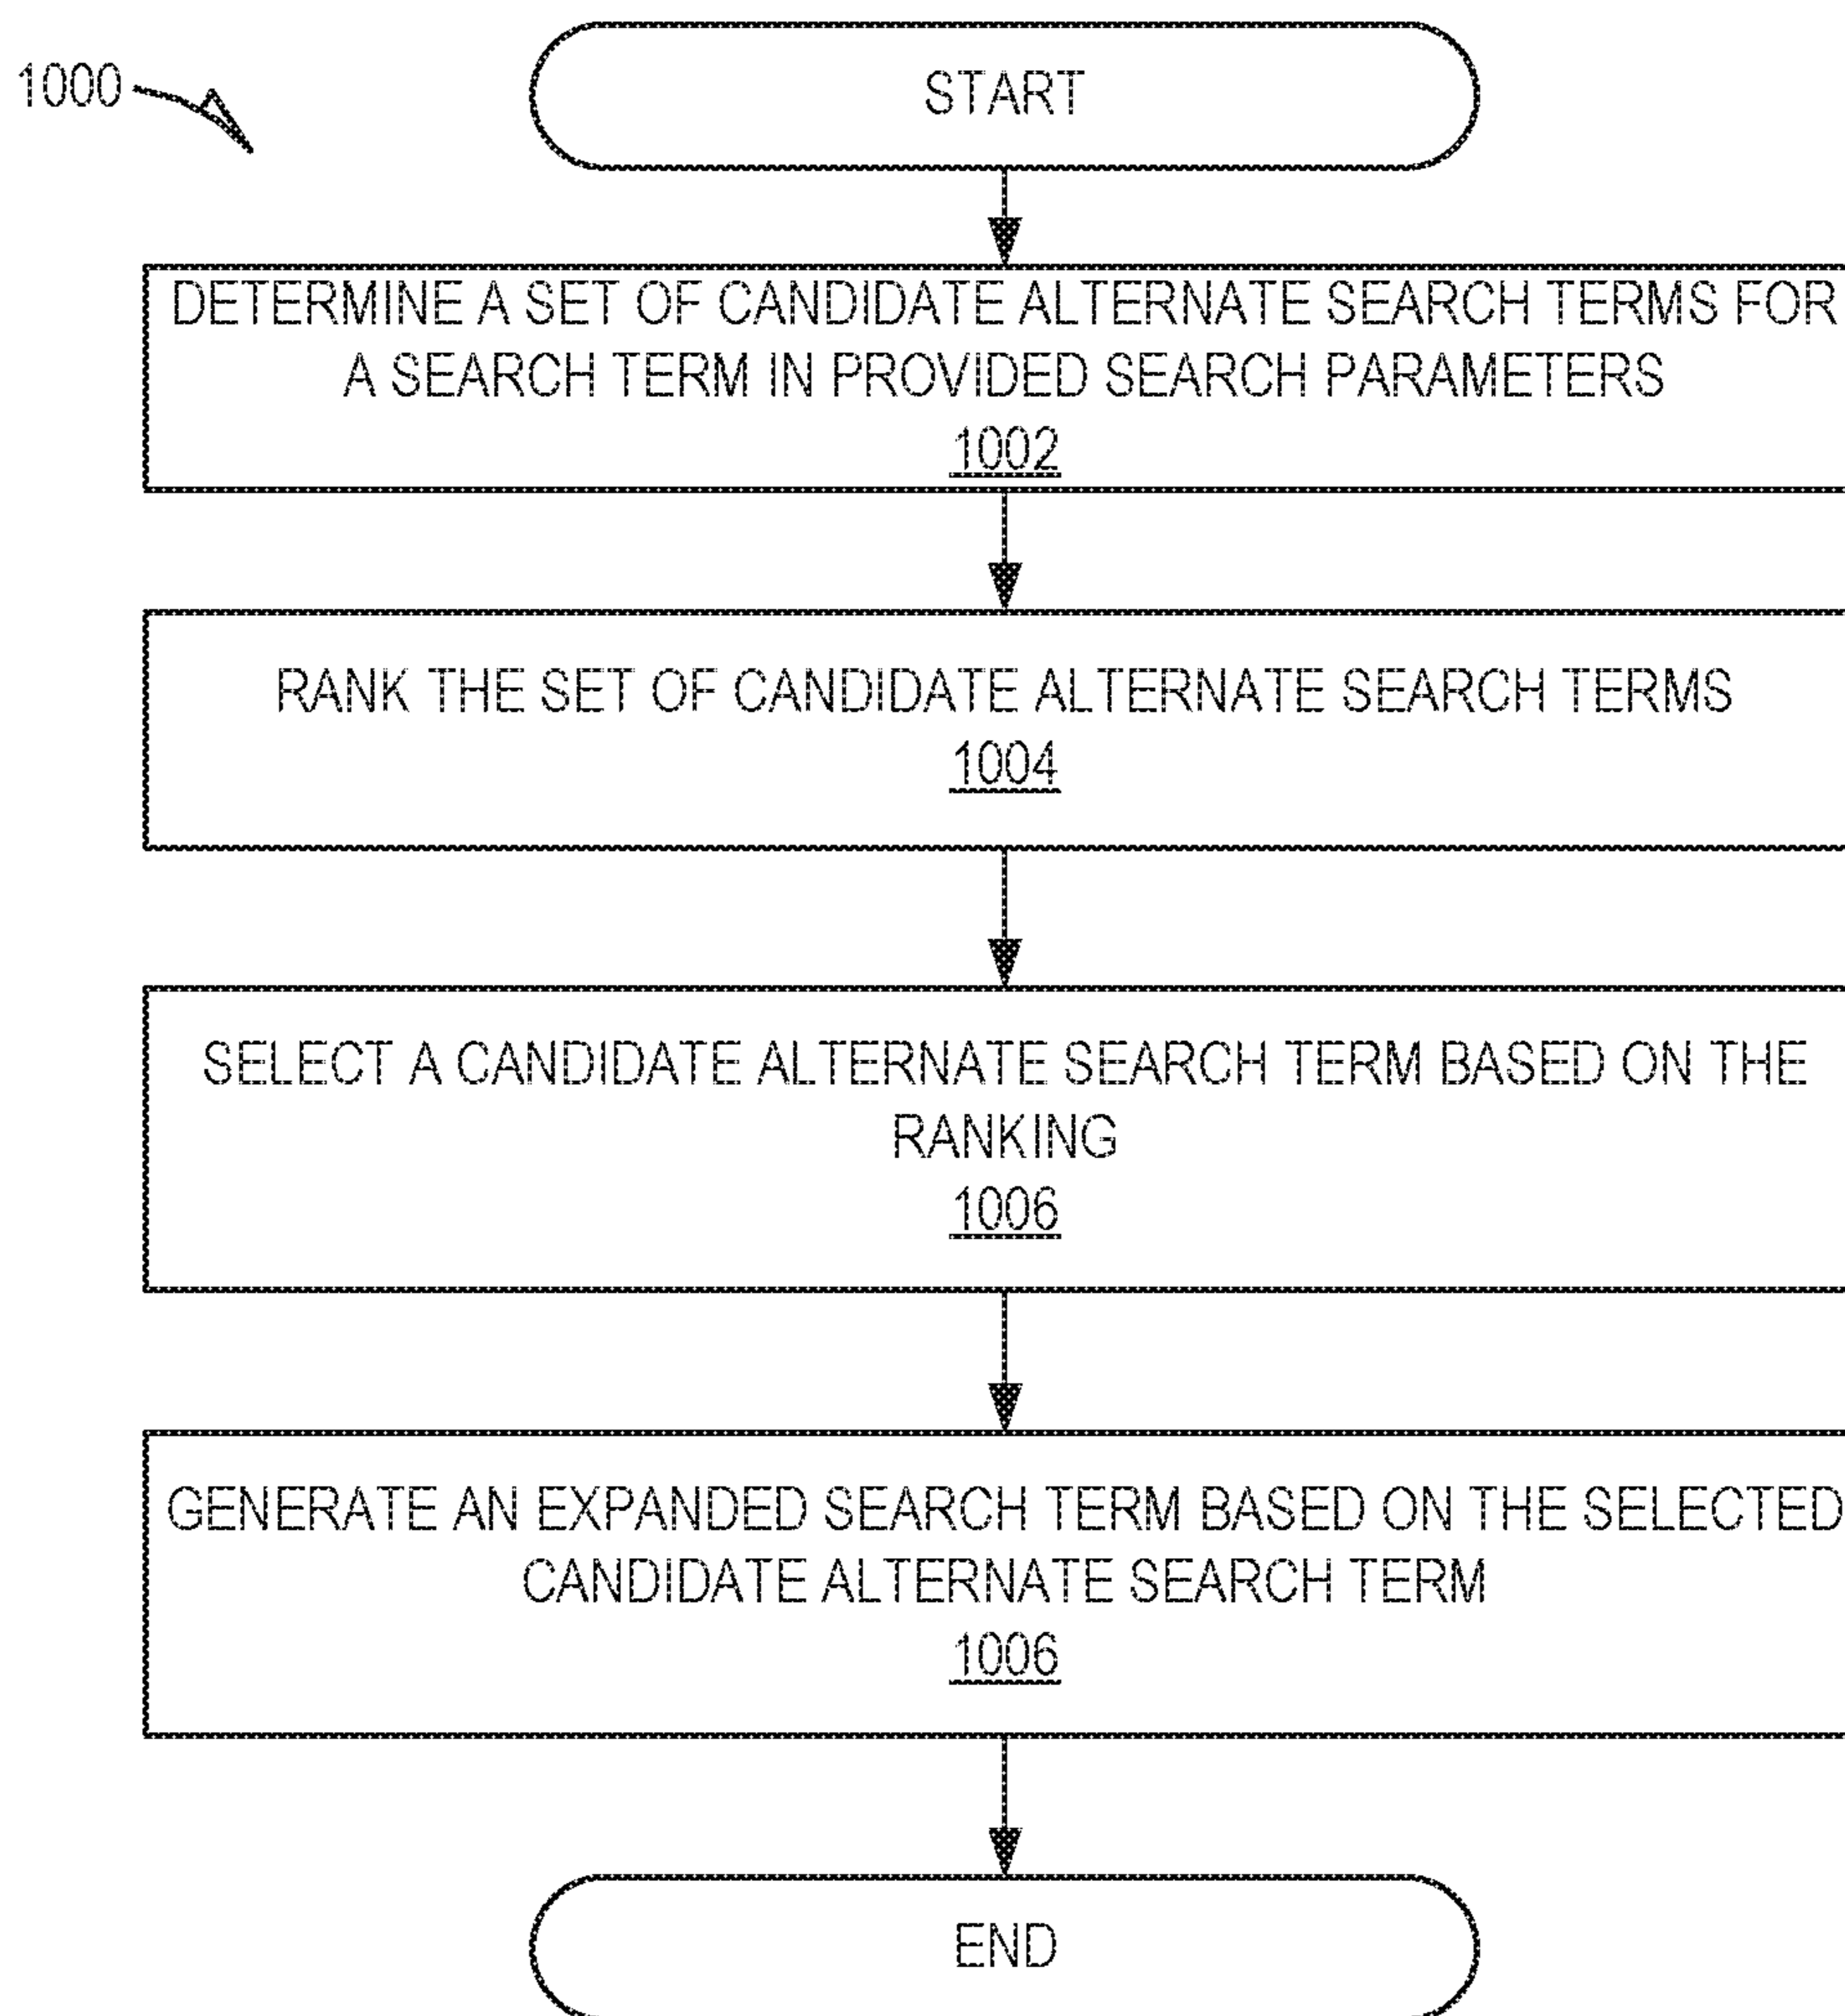 1000
START
DETERMINE A SET OF CANDIDATE ALTERNATE SEARCH TERMS FOR
A SEARCH TERM IN PROVIDED SEARCH PARAMETERS
1002
RANK THE SET OF CANDIDATE ALTERNATE SEARCH TERMS
1004
SELECT A CANDIDATE ALTERNATE SEARCH TERM BASED ON THE
RANKING
1006
GENERATE AN EXPANDED SEARCH TERM BASED ON THE SELECTED
CANDIDATE ALTERNATE SEARCH TERM
1006
END